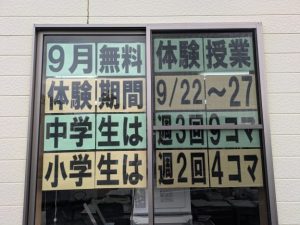 9月無料 体験授業
体験期間 9/22~27
中学生は 週3回9コマ
小学生は 週2回4コマ